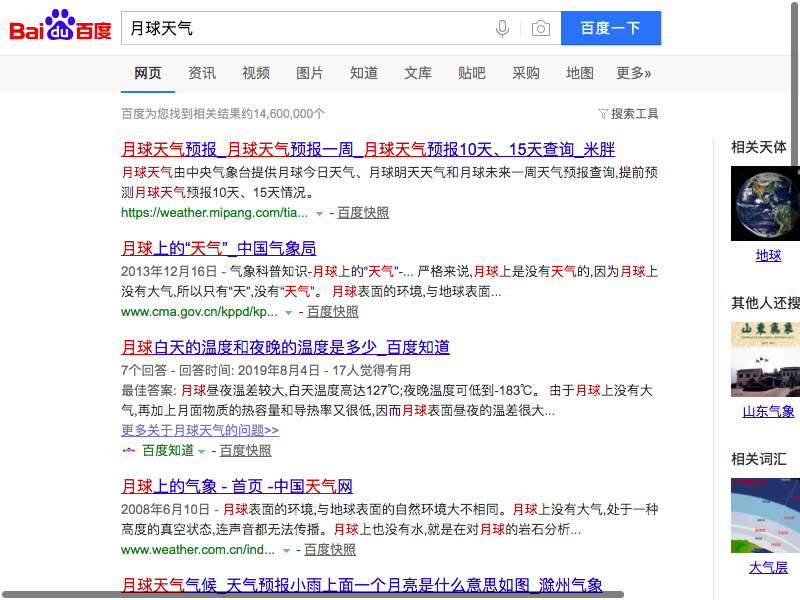 Bai du 百度
月球天气
百度一下
网页 资讯 视频 图片 知道 文库 贴吧 采购 地图 更多»
百度为您找到相关结果约14,600,000个
搜索工具
月球天气预报_月球天气预报一周_月球天气预报10天、15天查询_米胖
月球天气由中央气象台提供月球今日天气、月球明天天气和月球未来一周天气预报查询,提前预
测月球天气预报10天、15天情况。
https://weather.mipang.com/tia... - 百度快照
月球上的“天气”_中国气象局
2013年12月16日 - 气象科普知识-月球上的“天气”-... 严格来说,月球上是没有天气的,因为月球上
没有大气,所以只有“天”,没有“天气”。 月球表面的环境,与地球表面...
www.cma.gov.cn/kppd/kp... - 百度快照
月球白天的温度和夜晚的温度是多少_百度知道
7个回答 - 回答时间: 2019年8月4日 - 17人觉得有用
最佳答案: 月球昼夜温差较大,白天温度高达127℃;夜晚温度可低到-183℃。 由于月球上没有大
气,再加上月面物质的热容量和导热率又很低,因而月球表面昼夜的温差很大...
更多关于月球天气的问题>>
百度知道 - 百度快照
月球上的气象 - 首页 -中国天气网
2008年6月10日 - 月球表面的环境,与地球表面的自然环境大不相同。月球上没有大气,处于一种
高度的真空状态,连声音都无法传播。月球上也没有水,就是在对月球的岩石分析...
www.weather.com.cn/ind... - 百度快照
月球天气气候_天气预报小雨上面一个月亮是什么意思如图_滁州气象
相关天体
地球
其他人还搜
山东气象
山东气象
相关词汇
大气层